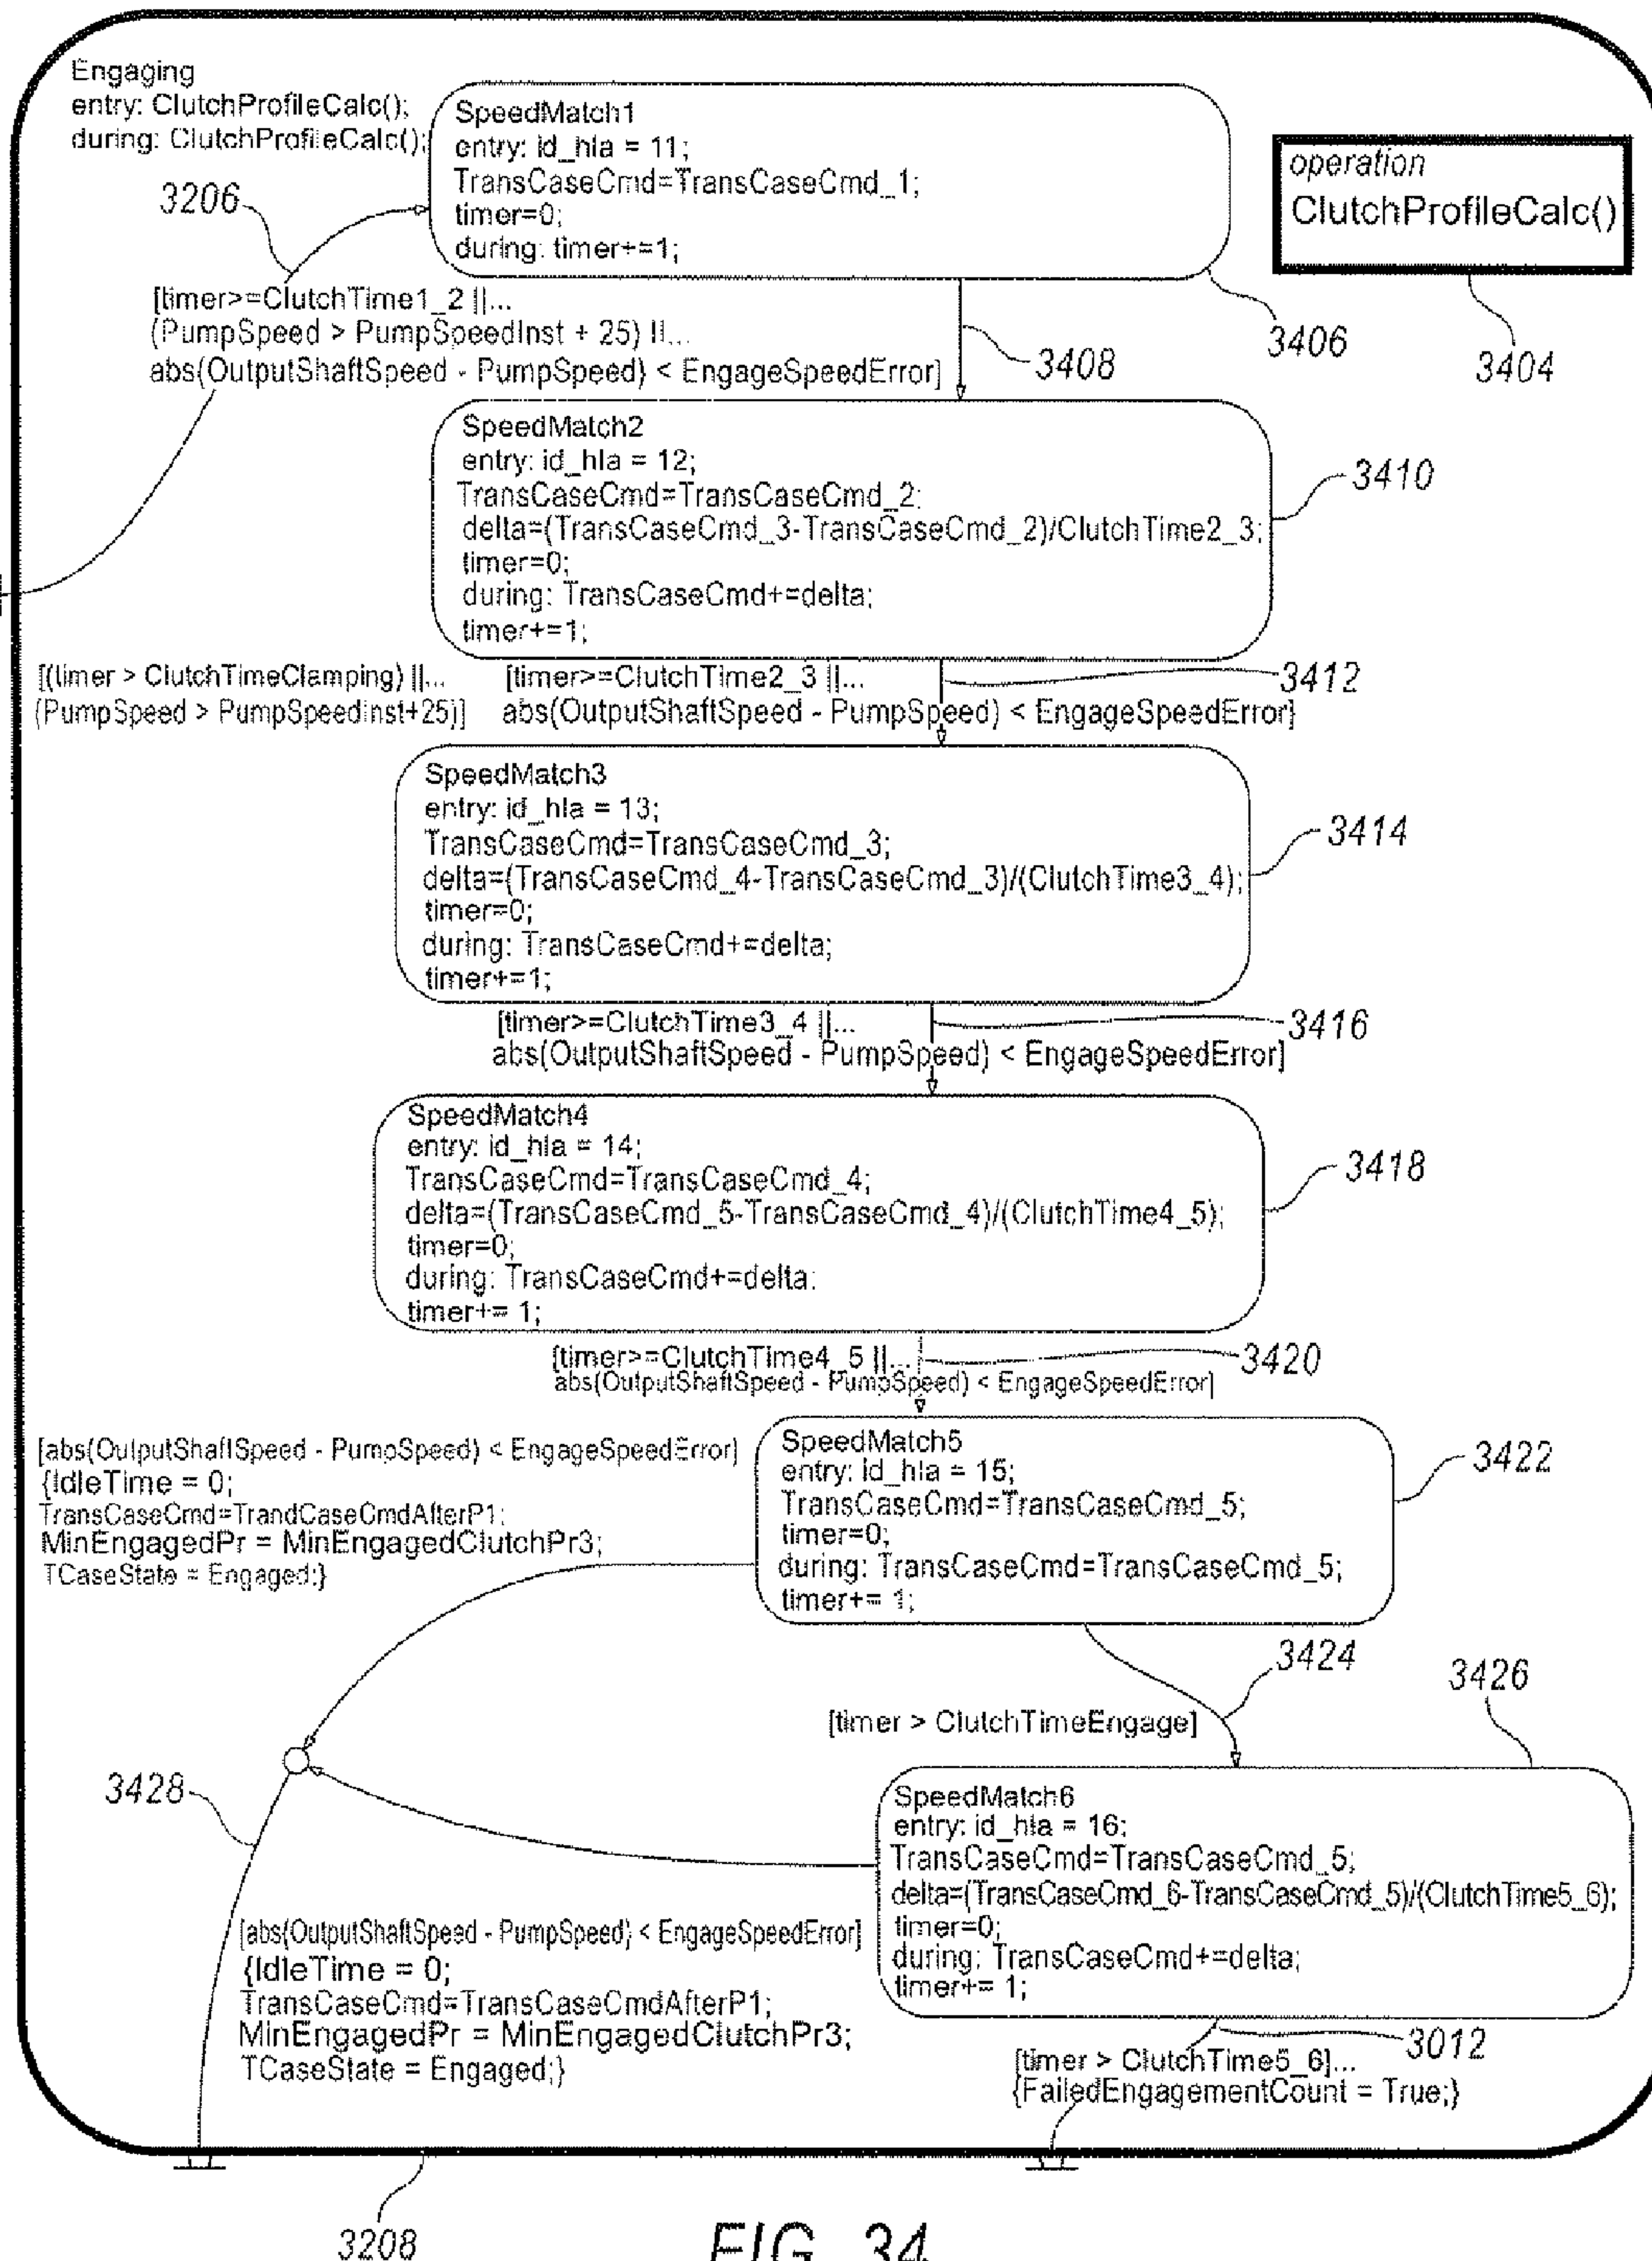 Engaging
entry: ClutchProfileCalc();
during: ClutchProfileCalc();
SpeedMatch1
entry: id_hla = 11;
TransCaseCmd=TransCaseCmd_1;
timer=0;
during: timer+=1;
operation
ClutchProfileCalc()
3206
3406
3404
[timer>=ClutchTime1_2 ||...
(PumpSpeed > PumpSpeedInst + 25) ||...
abs(OutputShaftSpeed - PumpSpeed) < EngageSpeedError]
3408
SpeedMatch2
entry: id_hla = 12;
TransCaseCmd=TransCaseCmd_2;
delta=(TransCaseCmd_3-TransCaseCmd_2)/ClutchTime2_3;
timer=0;
during: TransCaseCmd+=delta;
timer+=1;
3410
[(timer > ClutchTimeClamping) ||...
(PumpSpeed > PumpSpeedInst+25)]
[timer>=ClutchTime2_3 ||...
abs(OutputShaftSpeed - PumpSpeed) < EngageSpeedError]
3412
SpeedMatch3
entry: id_hla = 13;
TransCaseCmd=TransCaseCmd_3;
delta=(TransCaseCmd_4-TransCaseCmd_3)/(ClutchTime3_4);
timer=0;
during: TransCaseCmd+=delta;
timer+=1;
3414
[timer>=ClutchTime3_4 ||...
abs(OutputShaftSpeed - PumpSpeed) < EngageSpeedError]
3416
SpeedMatch4
entry: id_hla = 14;
TransCaseCmd=TransCaseCmd_4;
delta=(TransCaseCmd_5-TransCaseCmd_4)/(ClutchTime4_5);
timer=0;
during: TransCaseCmd+=delta;
timer+= 1;
3418
[timer>=ClutchTime4_5 ||...
abs(OutputShaftSpeed - PumpSpeed) < EngageSpeedError]
3420
[abs(OutputShaftSpeed - PumpSpeed) < EngageSpeedError]
{IdleTime = 0;
TransCaseCmd=TrandCaseCmdAfterP1;
MinEngagedPr = MinEngagedClutchPr3;
TCaseState = Engaged;}
SpeedMatch5
entry: id_hla = 15;
TransCaseCmd=TransCaseCmd_5;
timer=0;
during: TransCaseCmd=TransCaseCmd_5;
timer+= 1;
3422
3424
[timer > ClutchTimeEngage]
3426
3428
SpeedMatch6
entry: id_hla = 16;
TransCaseCmd=TransCaseCmd_5;
delta=(TransCaseCmd_6-TransCaseCmd_5)/(ClutchTime5_6);
timer=0;
during: TransCaseCmd+=delta;
timer+= 1;
[abs(OutputShaftSpeed - PumpSpeed) < EngageSpeedError]
{IdleTime = 0;
TransCaseCmd=TransCaseCmdAfterP1;
MinEngagedPr = MinEngagedClutchPr3;
TCaseState = Engaged;}
3012
[timer > ClutchTime5_6]...
{FailedEngagementCount = True;}
3208
FIG. 34